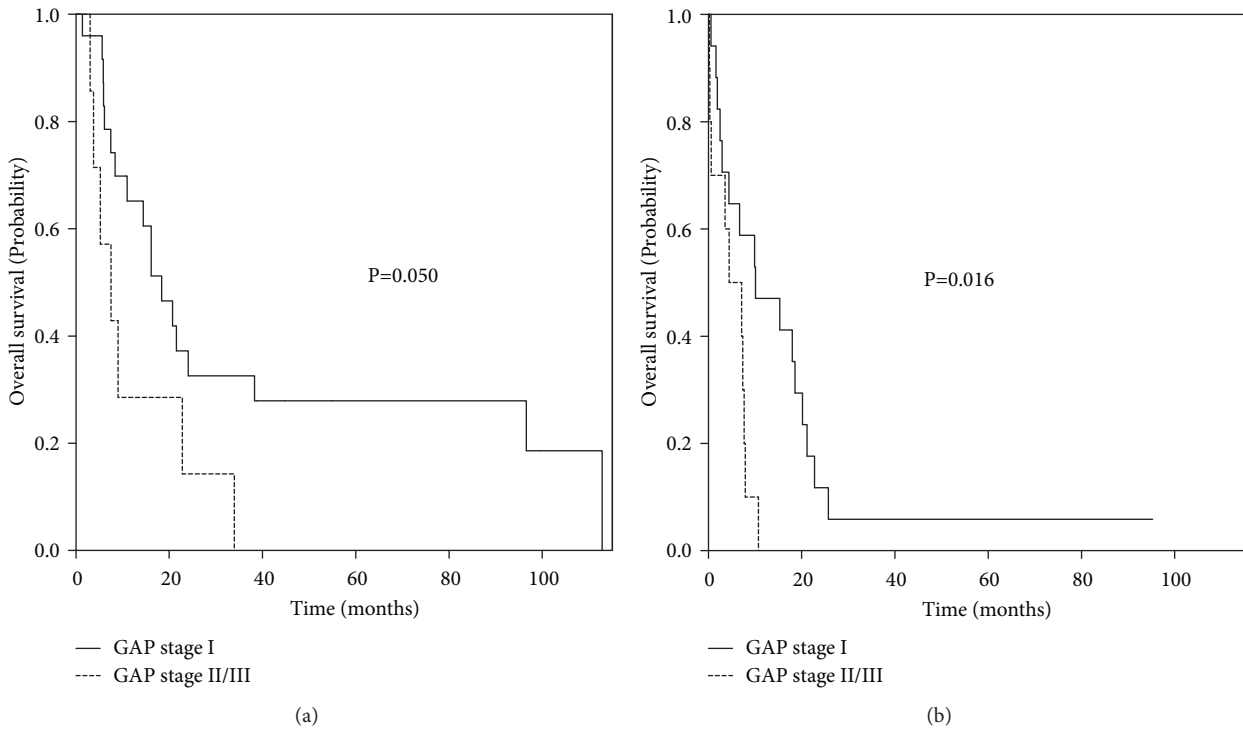 1.0
0.8
0.6
0.4
0.2
0.0
Overall survival (Probability)
P=0.050
0 20 40 60 80 100
Time (months)
GAP stage I
GAP stage II/III
(a)
1.0
0.8
0.6
0.4
0.2
0.0
Overall survival (Probability)
P=0.016
0 20 40 60 80 100
Time (months)
GAP stage I
GAP stage II/III
(b)